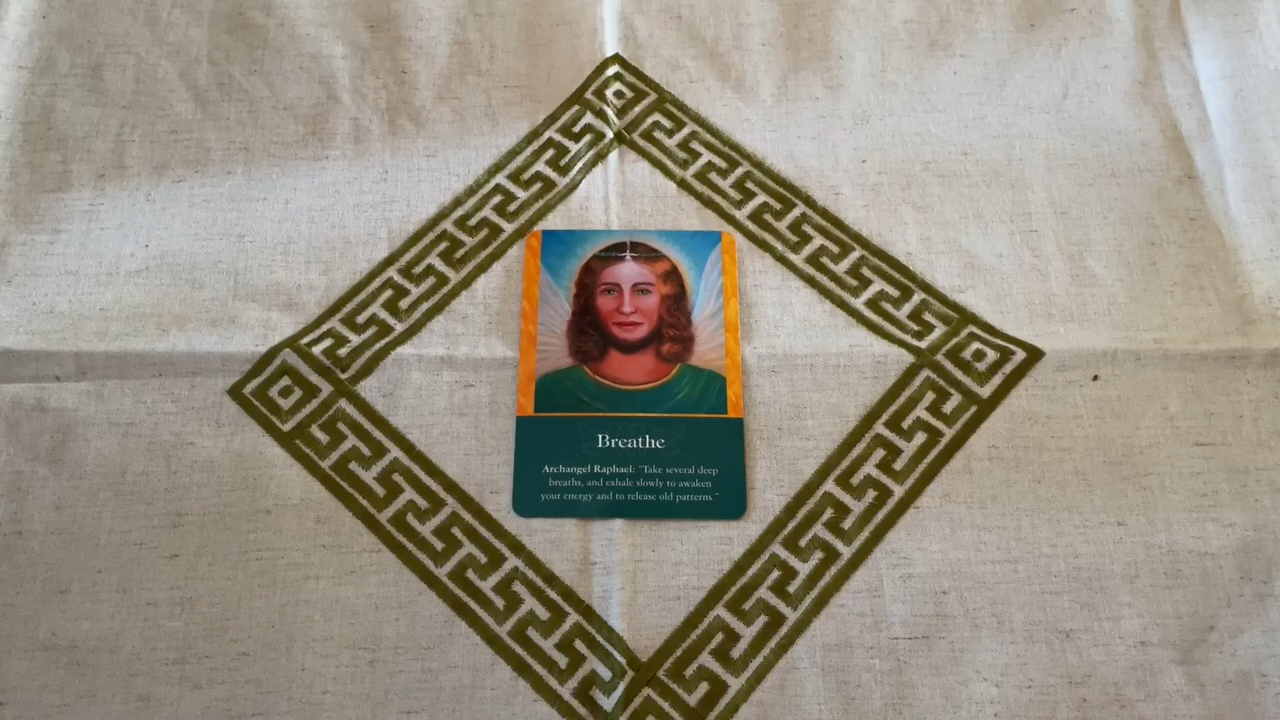 Breathe
Archangel Raphael: "Take several deep
breaths, and exhale slowly to awaken
your energy and to release old patterns."